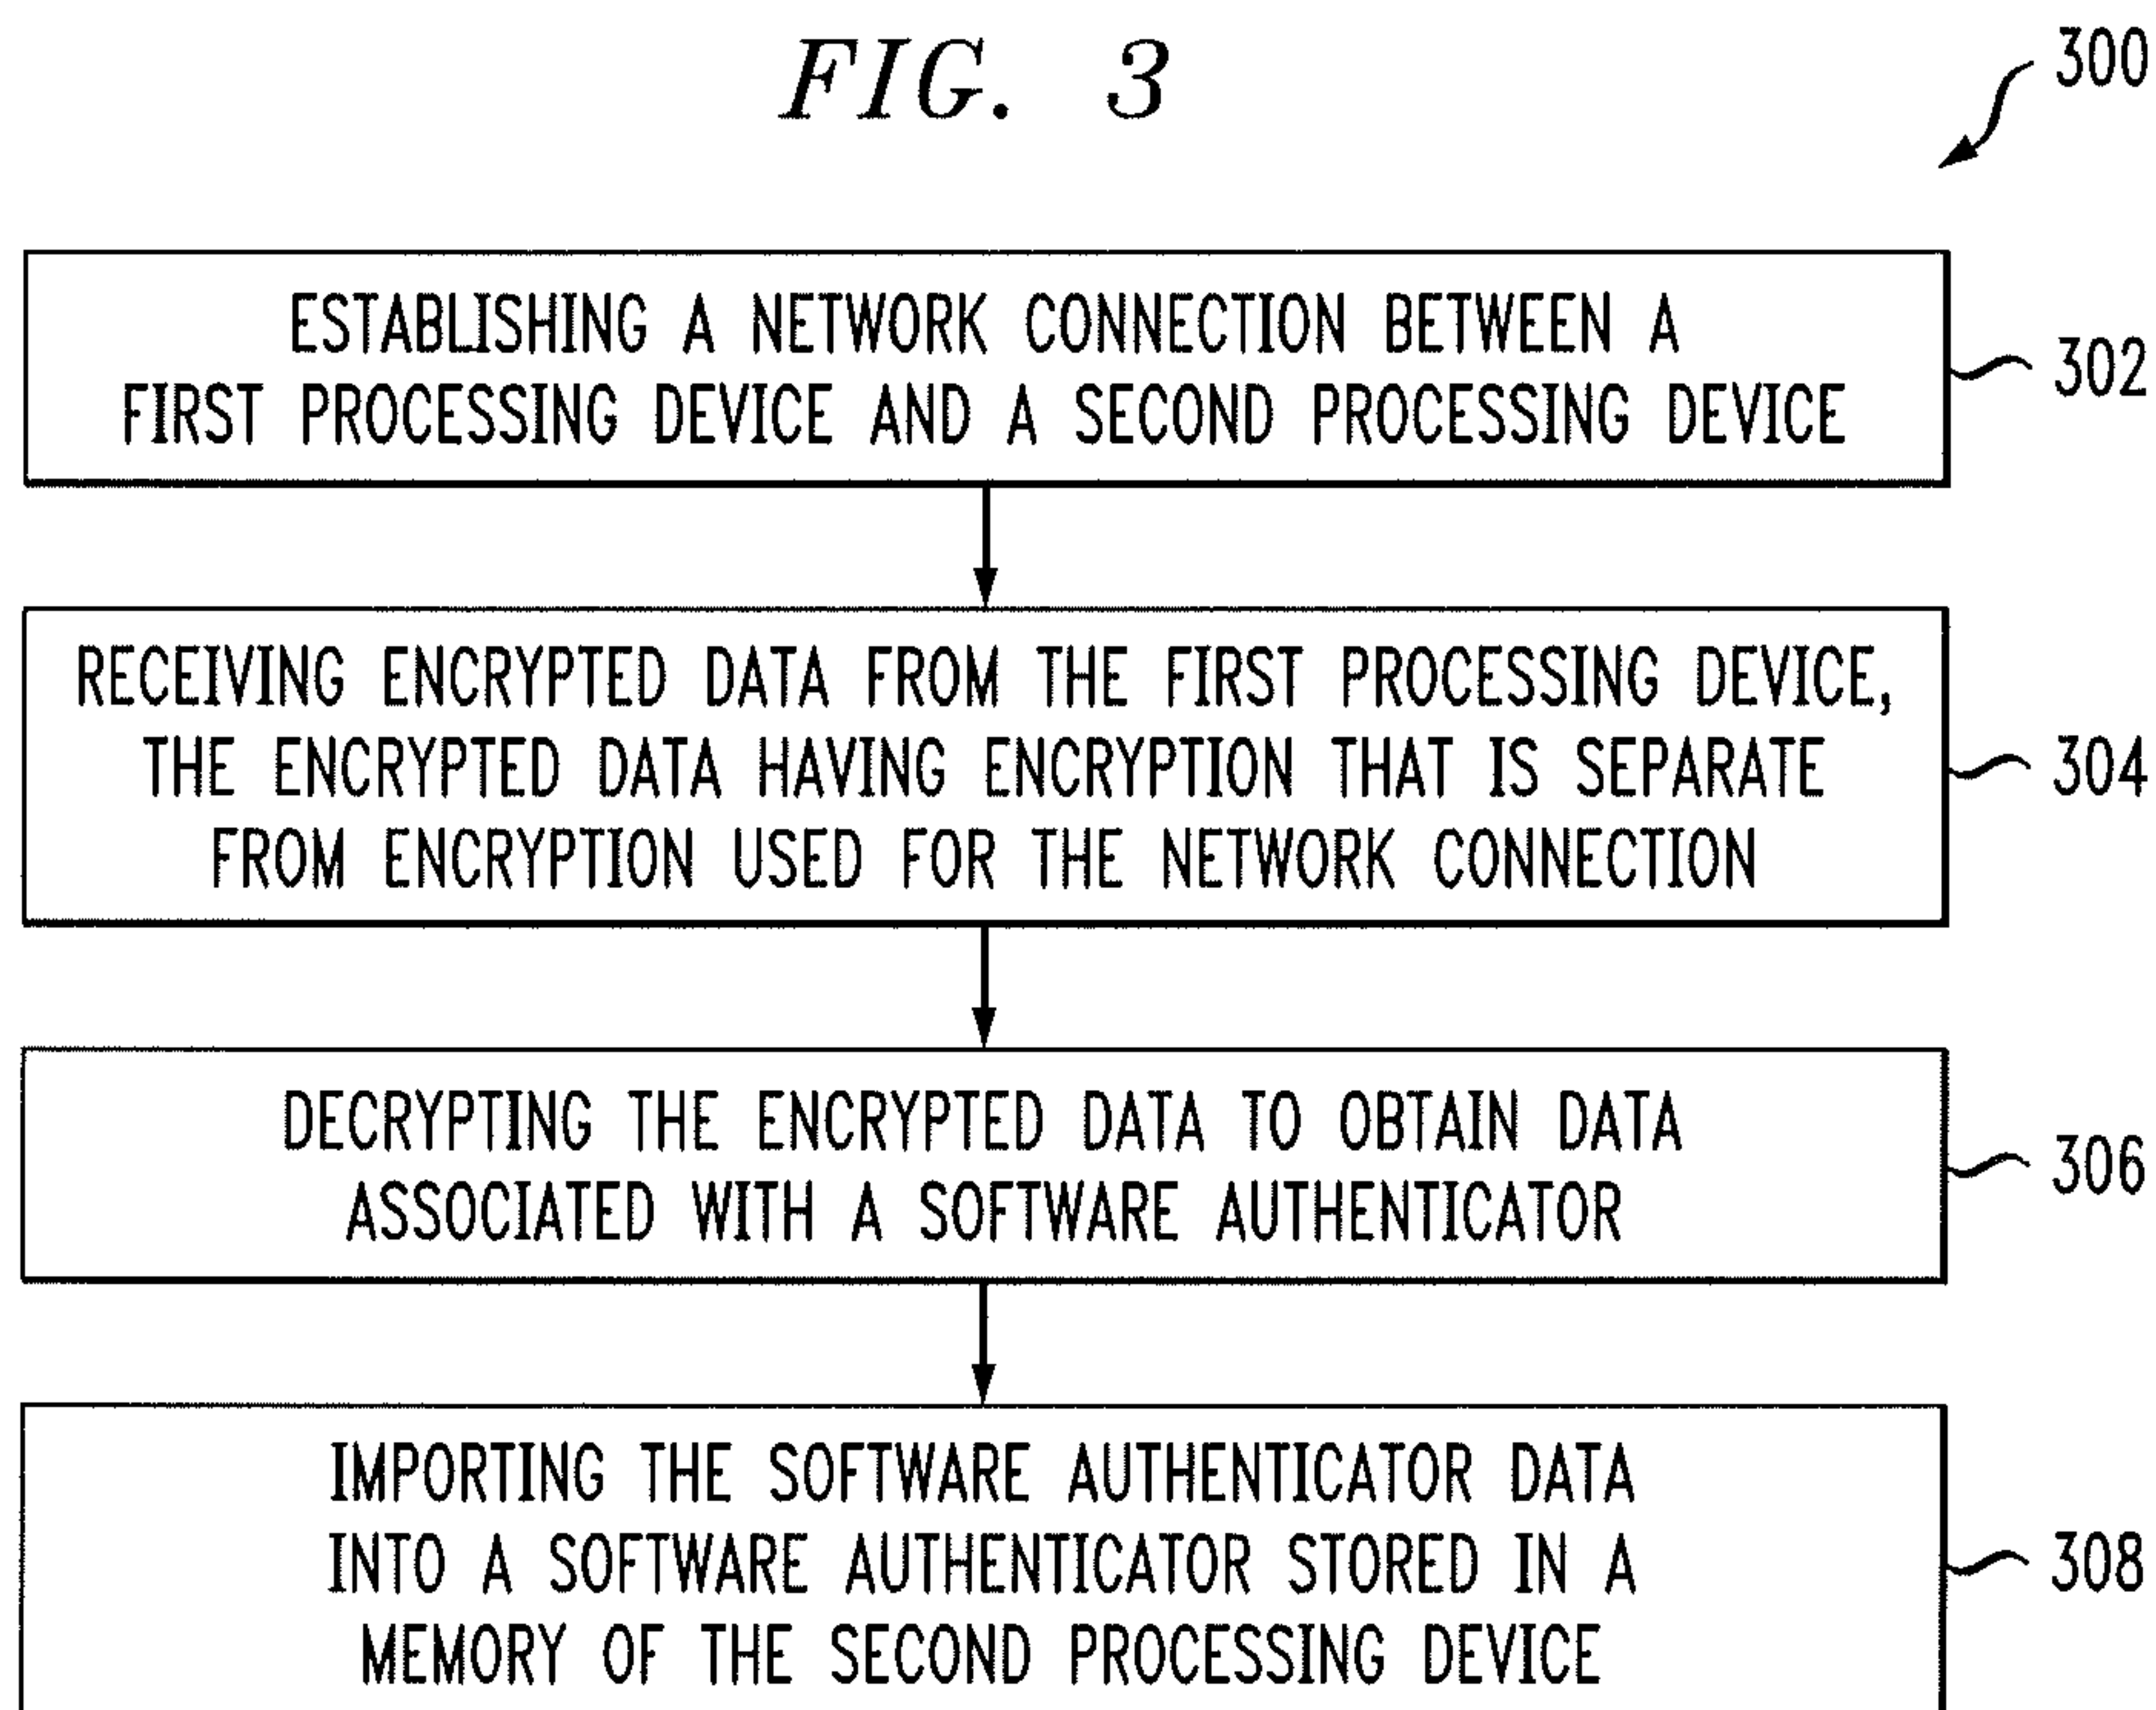 FIG. 3
300
ESTABLISHING A NETWORK CONNECTION BETWEEN A
FIRST PROCESSING DEVICE AND A SECOND PROCESSING DEVICE
302
RECEIVING ENCRYPTED DATA FROM THE FIRST PROCESSING DEVICE,
THE ENCRYPTED DATA HAVING ENCRYPTION THAT IS SEPARATE
FROM ENCRYPTION USED FOR THE NETWORK CONNECTION
304
DECRYPTING THE ENCRYPTED DATA TO OBTAIN DATA
ASSOCIATED WITH A SOFTWARE AUTHENTICATOR
306
IMPORTING THE SOFTWARE AUTHENTICATOR DATA
INTO A SOFTWARE AUTHENTICATOR STORED IN A
MEMORY OF THE SECOND PROCESSING DEVICE
308